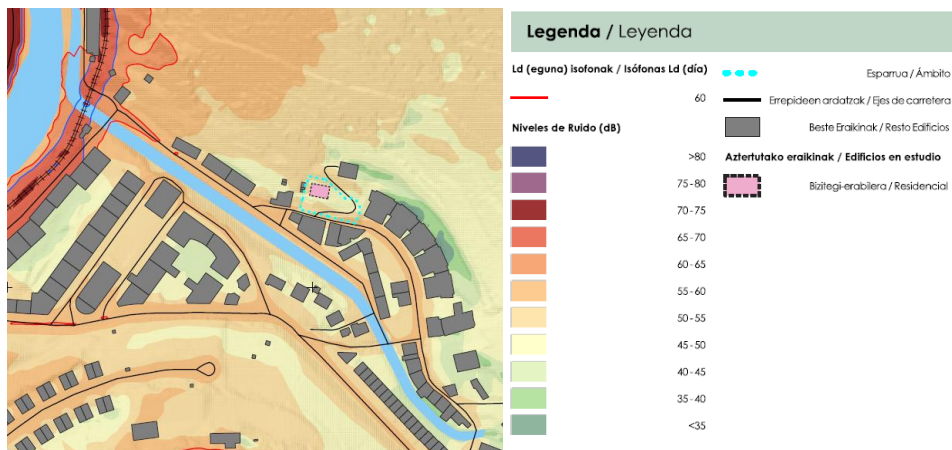 Legenda / Leyenda
Ld (eguna) isofonak / Isófonas Ld (día)
60
Niveles de Ruido (dB)
>80
75-80
70-75
65-70
60-65
55-60
50-55
45-50
40-45
35-40
<35
Esparrua / Ámbito
Errepideen ardatzak / Ejes de carretera
Beste Eraikinak / Resto Edificios
Aztertutako eraikinak / Edificios en estudio
Bizitegi-erabilera / Residencial